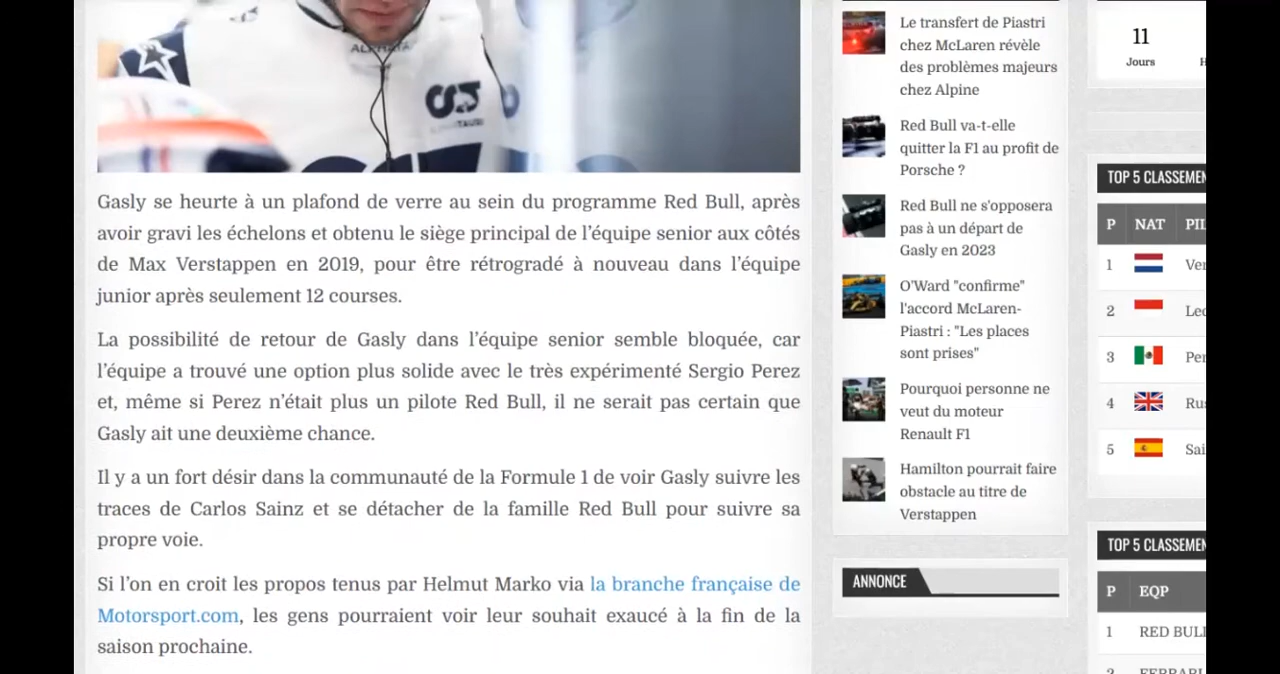 ALPHATA
Gasly se heurte à un plafond de verre au sein du programme Red Bull, après
avoir gravi les échelons et obtenu le siège principal de l’équipe senior aux côtés
de Max Verstappen en 2019, pour être rétrogradé à nouveau dans l’équipe
junior après seulement 12 courses.
La possibilité de retour de Gasly dans l’équipe senior semble bloquée, car
l’équipe a trouvé une option plus solide avec le très expérimenté Sergio Perez
et, même si Perez n’était plus un pilote Red Bull, il ne serait pas certain que
Gasly ait une deuxième chance.
Il y a un fort désir dans la communauté de la Formule 1 de voir Gasly suivre les
traces de Carlos Sainz et se détacher de la famille Red Bull pour suivre sa
propre voie.
Si l’on en croit les propos tenus par Helmut Marko via la branche française de
Motorsport.com, les gens pourraient voir leur souhait exaucé à la fin de la
saison prochaine.
Le transfert de Piastri
chez McLaren révèle
des problèmes majeurs
chez Alpine
Red Bull va-t-elle
quitter la F1 au profit de
Porsche ?
Red Bull ne s'opposera
pas à un départ de
Gasly en 2023
O'Ward "confirme"
l'accord McLaren-
Piastri : "Les places
sont prises"
Pourquoi personne ne
veut du moteur
Renault F1
Hamilton pourrait faire
obstacle au titre de
Verstappen
ANNONCE
11
Jours H
TOP 5 CLASSEMEN
P NAT PIL
1 Ver
2 Lec
3 Per
4 Rus
5 Sai
TOP 5 CLASSEMEN
P EQP
1 RED BULL
2 FERRARI